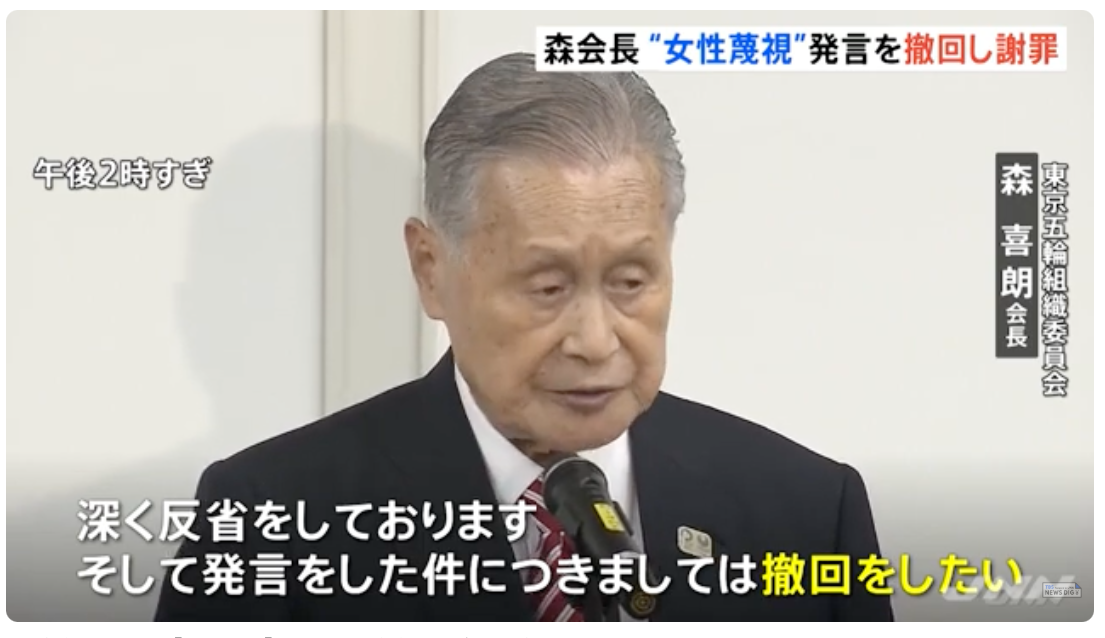 森会長 “女性蔑視”発言を撤回し謝罪
午後2時すぎ
東京五輪組織委員会
森 喜朗会長
深く反省をしております
そして発言をした件につきましては撤回をしたい
NEWS DIG